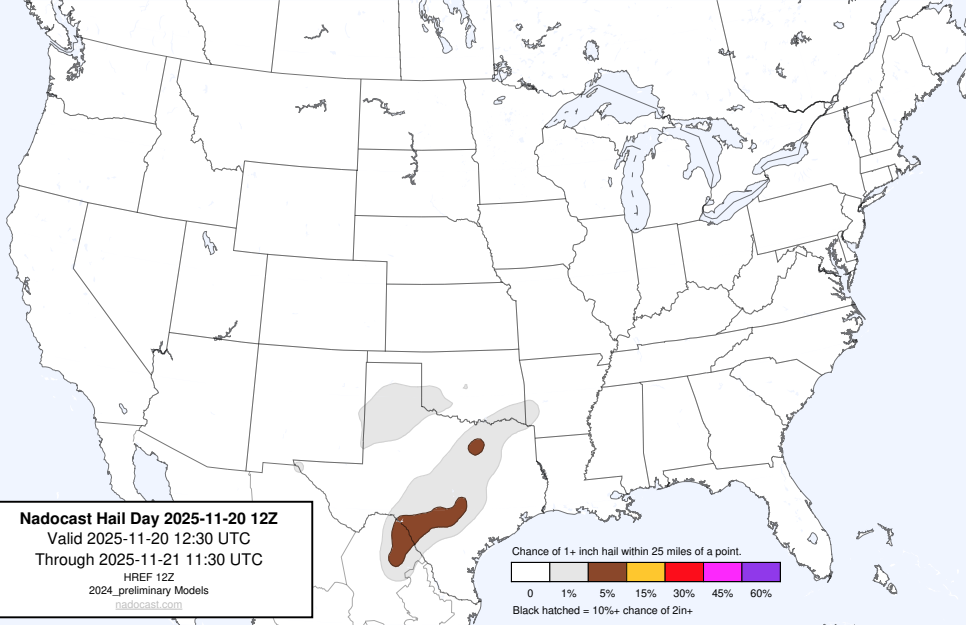 Nadocast Hail Day 2025-11-20 12Z
Valid 2025-11-20 12:30 UTC
Through 2025-11-21 11:30 UTC
HREF 12Z
2024_preliminary Models
nadocast.com
Chance of 1+ inch hail within 25 miles of a point.
0 1% 5% 15% 30% 45% 60%
Black hatched = 10%+ chance of 2in+